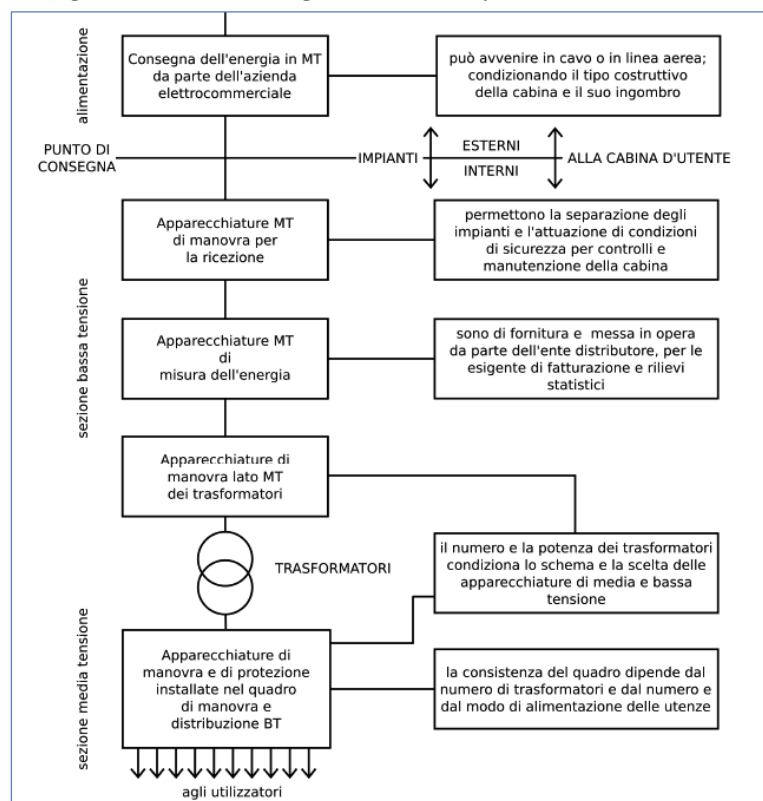 alimentazione
Consegna dell'energia in MT
da parte dell'azienda
elettrocommerciale
può avvenire in cavo o in linea aerea;
condizionando il tipo costruttivo
della cabina e il suo ingombro
PUNTO DI
CONSEGNA
IMPIANTI
ESTERNI
INTERNI
ALLA CABINA D'UTENTE
sezione bassa tensione
Apparecchiature MT
di manovra per
la ricezione
permettono la separazione degli
impianti e l'attuazione di condizioni
di sicurezza per controlli e
manutenzione della cabina
Apparecchiature MT
di
misura dell'energia
sono di fornitura e messa in opera
da parte dell'ente distributore, per le
esigente di fatturazione e rilievi
statistici
Apparecchiature di
manovra lato MT
dei trasformatori
TRASFORMATORI
il numero e la potenza dei trasformatori
condiziona lo schema e la scelta delle
apparecchiature di media e bassa
tensione
sezione media tensione
Apparecchiature di
manovra e di protezione
installate nel quadro
di manovra e
distribuzione BT
la consistenza del quadro dipende dal
numero di trasformatori e dal numero e
dal modo di alimentazione delle utenze
agli utilizzatori